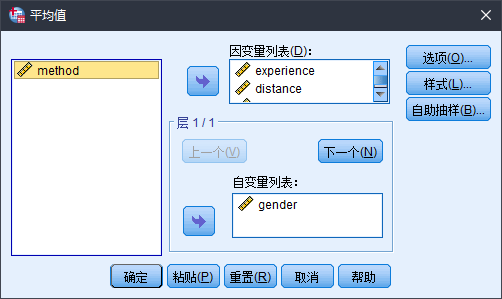 平均值
因变量列表(D)：
method
experience
distance
选项(O)...
样式(L)...
自助抽样(B)...
层 1 / 1
上一个(V)
下一个(N)
自变量列表：
gender
确定
粘贴(P)
重置(R)
取消
帮助